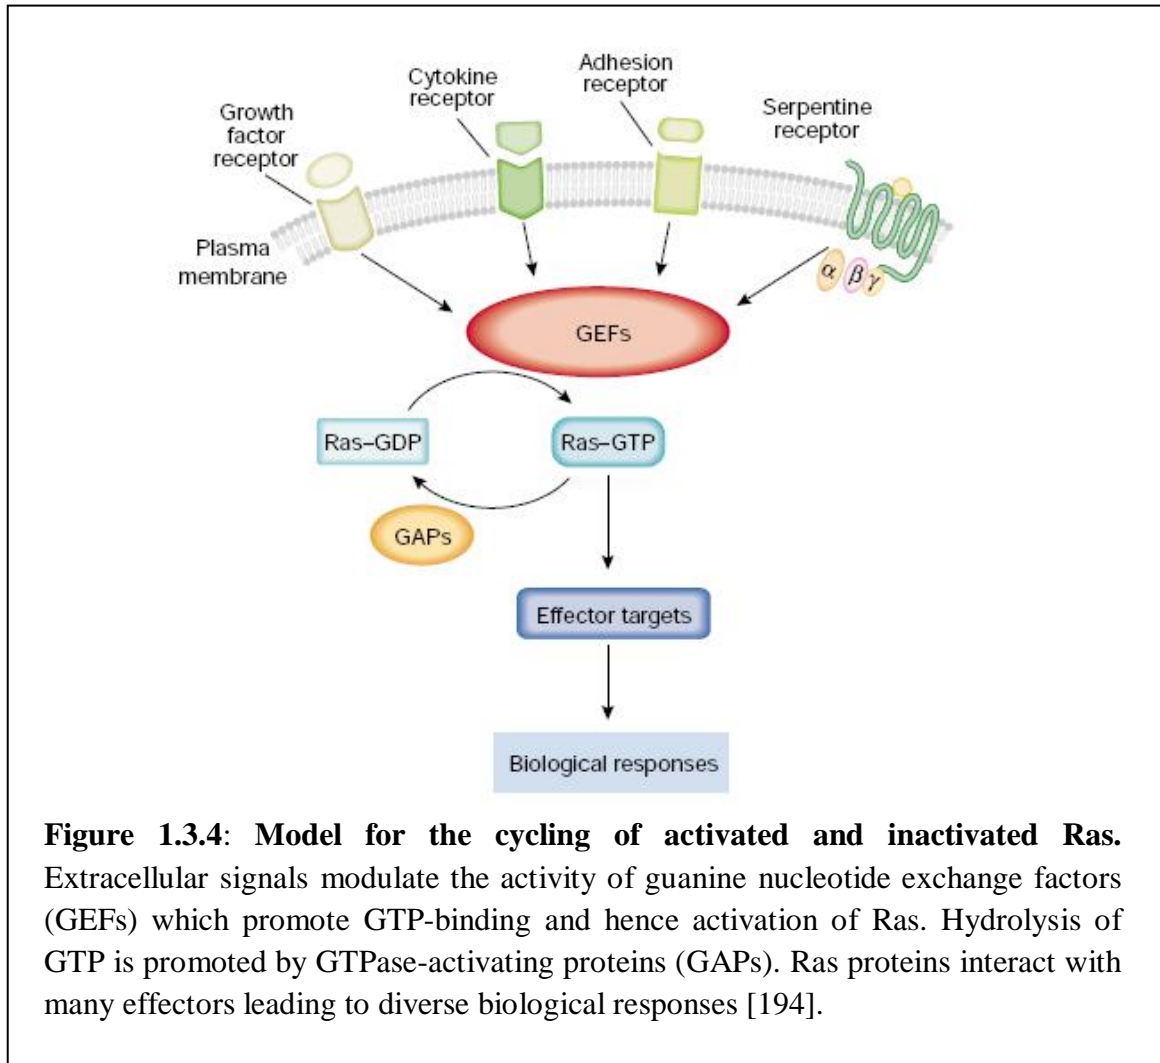 Cytokine
receptor
Adhesion
receptor
Growth
factor
receptor
Serpentine
receptor
Plasma
membrane
α β γ
GEFs
Ras–GDP
Ras–GTP
GAPs
Effector targets
Biological responses
Figure 1.3.4: Model for the cycling of activated and inactivated Ras.
Extracellular signals modulate the activity of guanine nucleotide exchange factors
(GEFs) which promote GTP-binding and hence activation of Ras. Hydrolysis of
GTP is promoted by GTPase-activating proteins (GAPs). Ras proteins interact with
many effectors leading to diverse biological responses [194].